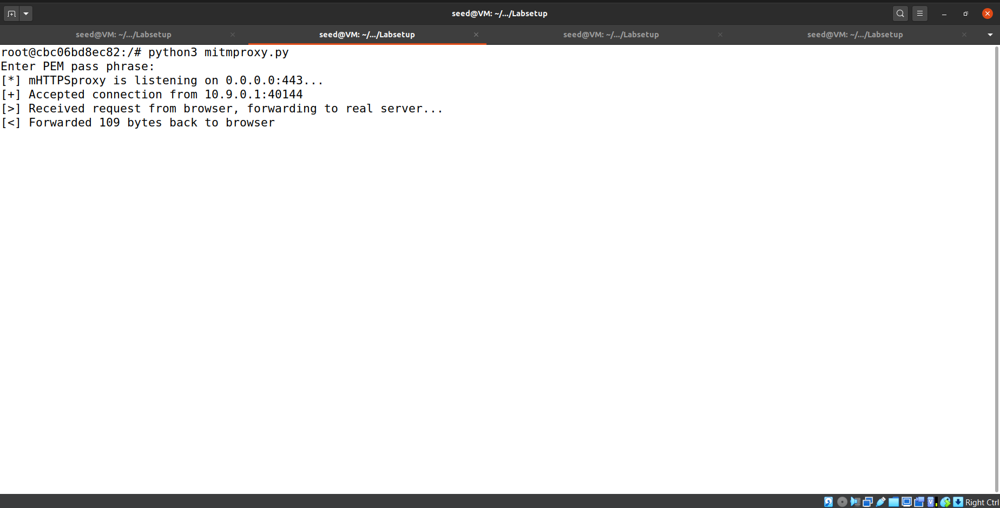 seed@VM: ~/.../Labsetup
seed@VM: ~/.../Labsetup
seed@VM: ~/.../Labsetup
seed@VM: ~/.../Labsetup
seed@VM: ~/.../Labsetup
root@cbc06bd8ec82:/# python3 mitmproxy.py
Enter PEM pass phrase:
[*] mHTTPSproxy is listening on 0.0.0.0:443...
[+] Accepted connection from 10.9.0.1:40144
[>] Received request from browser, forwarding to real server...
[<] Forwarded 109 bytes back to browser
Right Ctrl